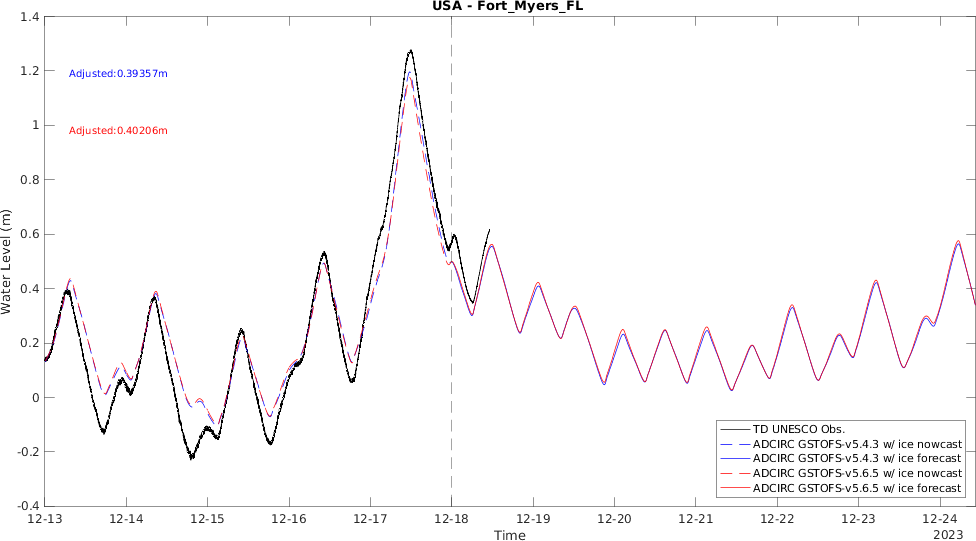 USA - Fort_Myers_FL
1.4
1.2
1
0.8
0.6
0.4
0.2
0
-0.2
-0.4
Water Level (m)
Adjusted:0.39357m
Adjusted:0.40206m
TD UNESCO Obs.
ADCIRC GSTOFS-v5.4.3 w/ ice nowcast
ADCIRC GSTOFS-v5.4.3 w/ ice forecast
ADCIRC GSTOFS-v5.6.5 w/ ice nowcast
ADCIRC GSTOFS-v5.6.5 w/ ice forecast
12-13 12-14 12-15 12-16 12-17 12-18 12-19 12-20 12-21 12-22 12-23 12-24
Time
2023